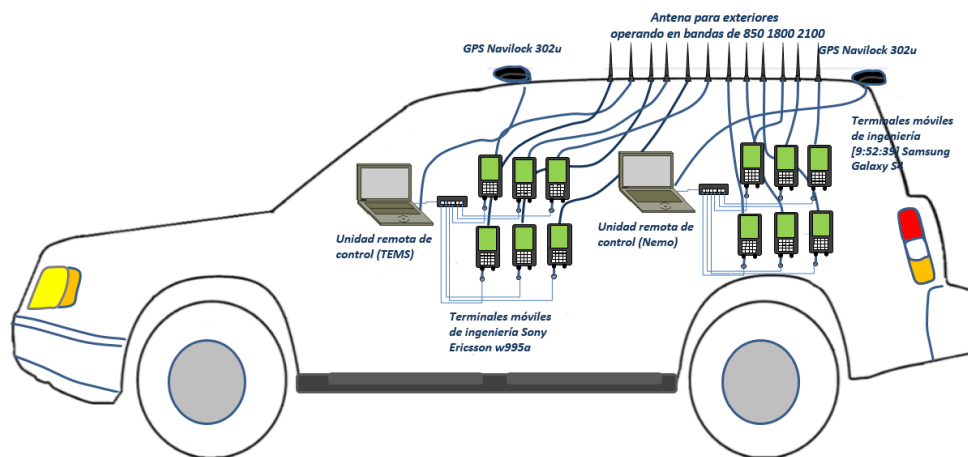 Antena para exteriores
operando en bandas de 850 1800 2100
GPS Navilock 302u
GPS Navilock 302u
Terminales móviles
de ingeniería
[9:52:39] Samsung
Galaxy S4
Unidad remota de
control (TEMS)
Unidad remota de
control (Nemo)
Terminales móviles
de ingeniería Sony
Ericsson w995a